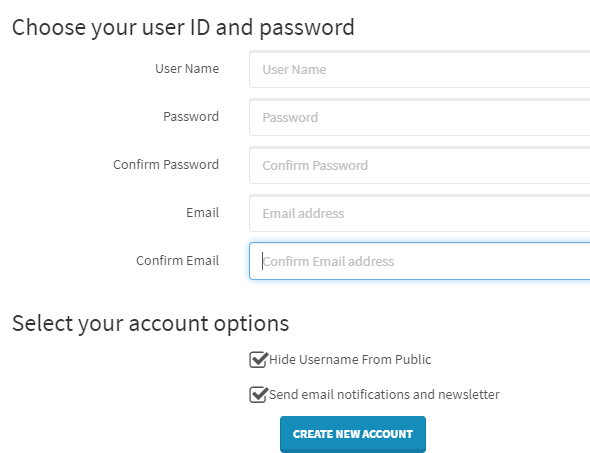 Choose your user ID and password
User Name User Name
Password Password
Confirm Password Confirm Password
Email Email address
Confirm Email Confirm Email address
Select your account options
Hide Username From Public
Send email notifications and newsletter
CREATE NEW ACCOUNT